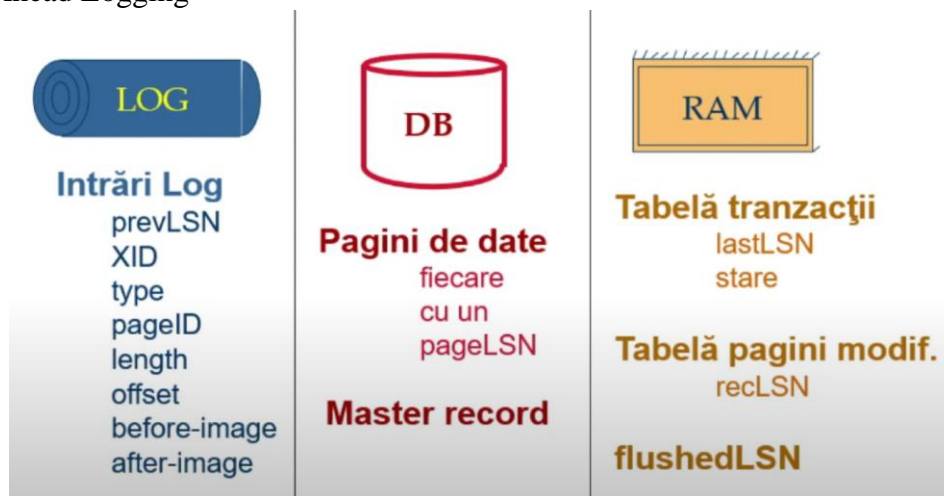 Logging
LOG
Intrări Log
prevLSN
XID
type
pageID
length
offset
before-image
after-image
DB
Pagini de date
fiecare
cu un
pageLSN
Master record
RAM
Tabelă tranzacţii
lastLSN
stare
Tabelă pagini modif.
recLSN
flushedLSN